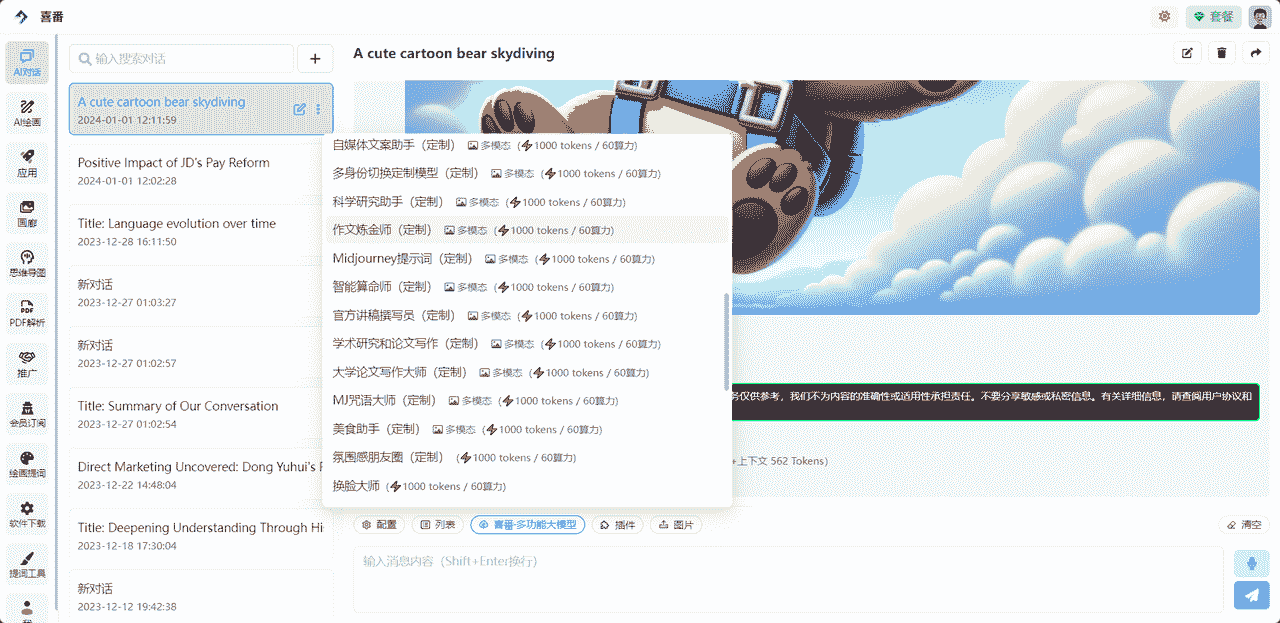 喜番
套餐
AI对话
AI绘画
应用
画廊
思维导图
PDF解析
推广
会员订阅
绘画提词
软件下载
提词工具
输入搜索对话
A cute cartoon bear skydiving
2024-01-01 12:11:59
Positive Impact of JD's Pay Reform
2024-01-01 12:02:28
Title: Language evolution over time
2023-12-28 16:11:50
新对话
2023-12-27 01:03:27
新对话
2023-12-27 01:02:57
Title: Summary of Our Conversation
2023-12-27 01:02:54
Direct Marketing Uncovered: Dong Yuhui's F
2023-12-22 14:48:04
Title: Deepening Understanding Through Hi
2023-12-18 17:30:04
新对话
2023-12-12 19:42:38
A cute cartoon bear skydiving
自媒体文案助手（定制） 多模态 （1000 tokens / 60算力）
多身份切换定制模型（定制） 多模态 （1000 tokens / 60算力）
科学研究助手（定制） 多模态 （1000 tokens / 60算力）
作文炼金师（定制） 多模态 （1000 tokens / 60算力）
Midjourney提示词（定制） 多模态 （1000 tokens / 60算力）
智能算命师（定制） 多模态 （1000 tokens / 60算力）
官方讲稿撰写员（定制） 多模态 （1000 tokens / 60算力）
学术研究和论文写作（定制） 多模态 （1000 tokens / 60算力）
大学论文写作大师（定制） 多模态 （1000 tokens / 60算力）
MJ咒语大师（定制） 多模态 （1000 tokens / 60算力）
美食助手（定制） 多模态 （1000 tokens / 60算力）
氛围感朋友圈（定制） （1000 tokens / 60算力）
换脸大师 （1000 tokens / 60算力）
务仅供参考，我们不为内容的准确性或适用性承担责任。不要分享敏感或私密信息。有关详细信息，请查阅用户协议和
+上下文 562 Tokens）
配置 列表 喜番-多功能大模型 插件 图片 清空
输入消息内容（Shift+Enter换行）